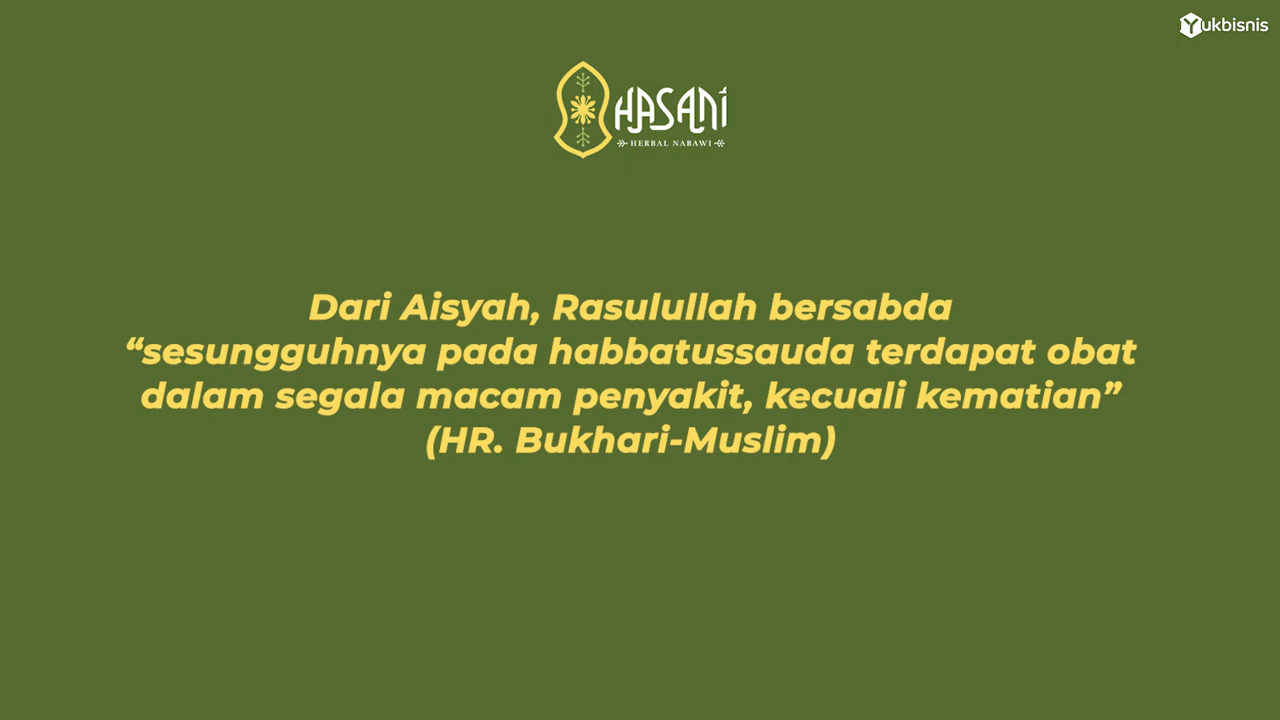 Yukbisnis
HASANI
HERBAL NABAWI
Dari Aisyah, Rasulullah bersabda
“sesungguhnya pada habbatussauda terdapat obat
dalam segala macam penyakit, kecuali kematian”
(HR. Bukhari-Muslim)